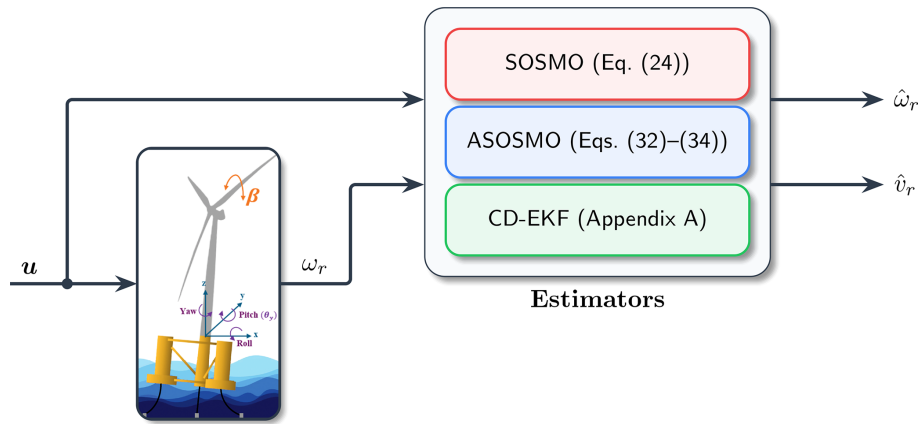 SOSMO (Eq. (24))
ASOSMO (Eqs. (32)–(34))
CD-EKF (Appendix A)
Estimators
ω̂_r
v̂_r
u
ω_r
β
z
y
Yaw
Pitch (θ_y)
x
Roll